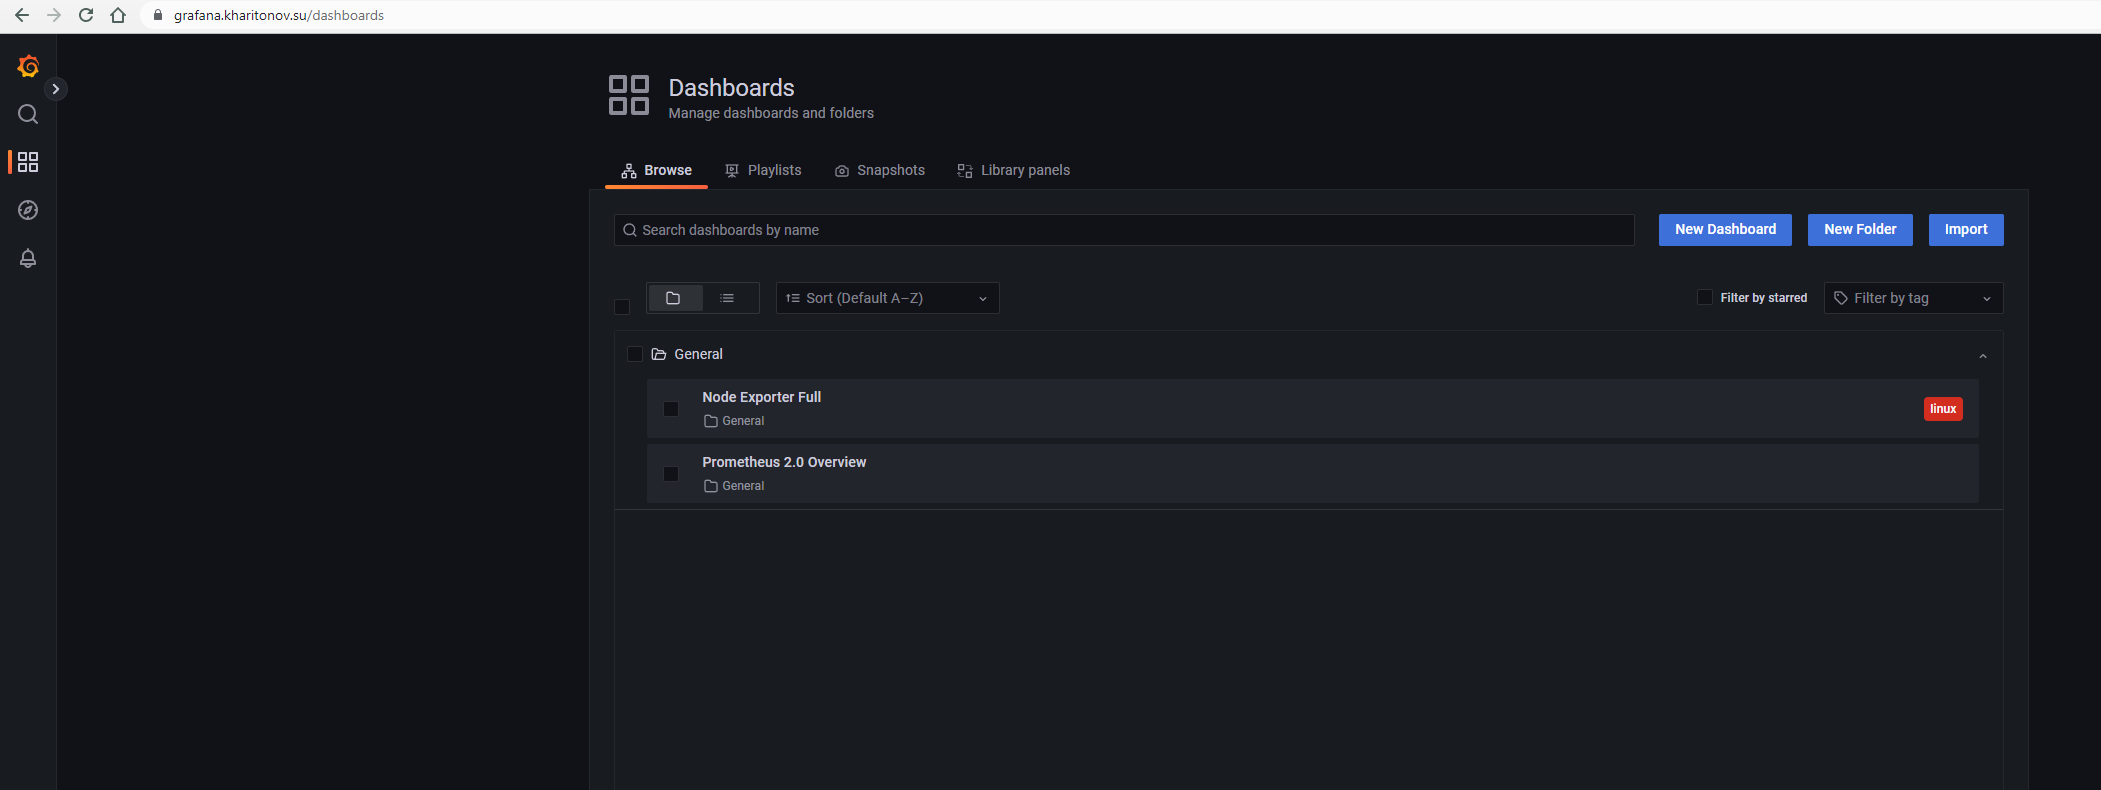 grafana.kharitonov.su/dashboards
Dashboards
Manage dashboards and folders
Browse
Playlists
Snapshots
Library panels
Search dashboards by name
New Dashboard
New Folder
Import
Sort (Default A–Z)
Filter by starred
Filter by tag
General
Node Exporter Full
General
linux
Prometheus 2.0 Overview
General